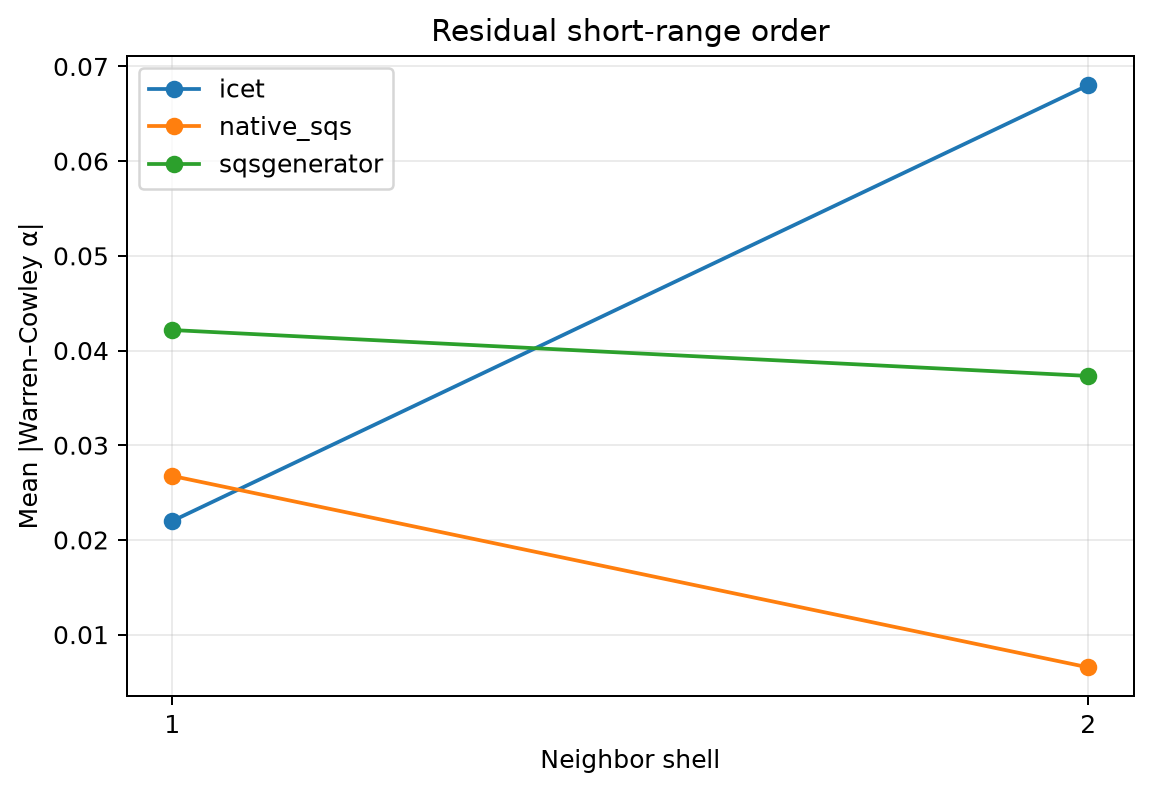 Residual short-range order
icet
native_sqs
sqsgenerator
Mean |Warren–Cowley α|
0.07
0.06
0.05
0.04
0.03
0.02
0.01
1
2
Neighbor shell